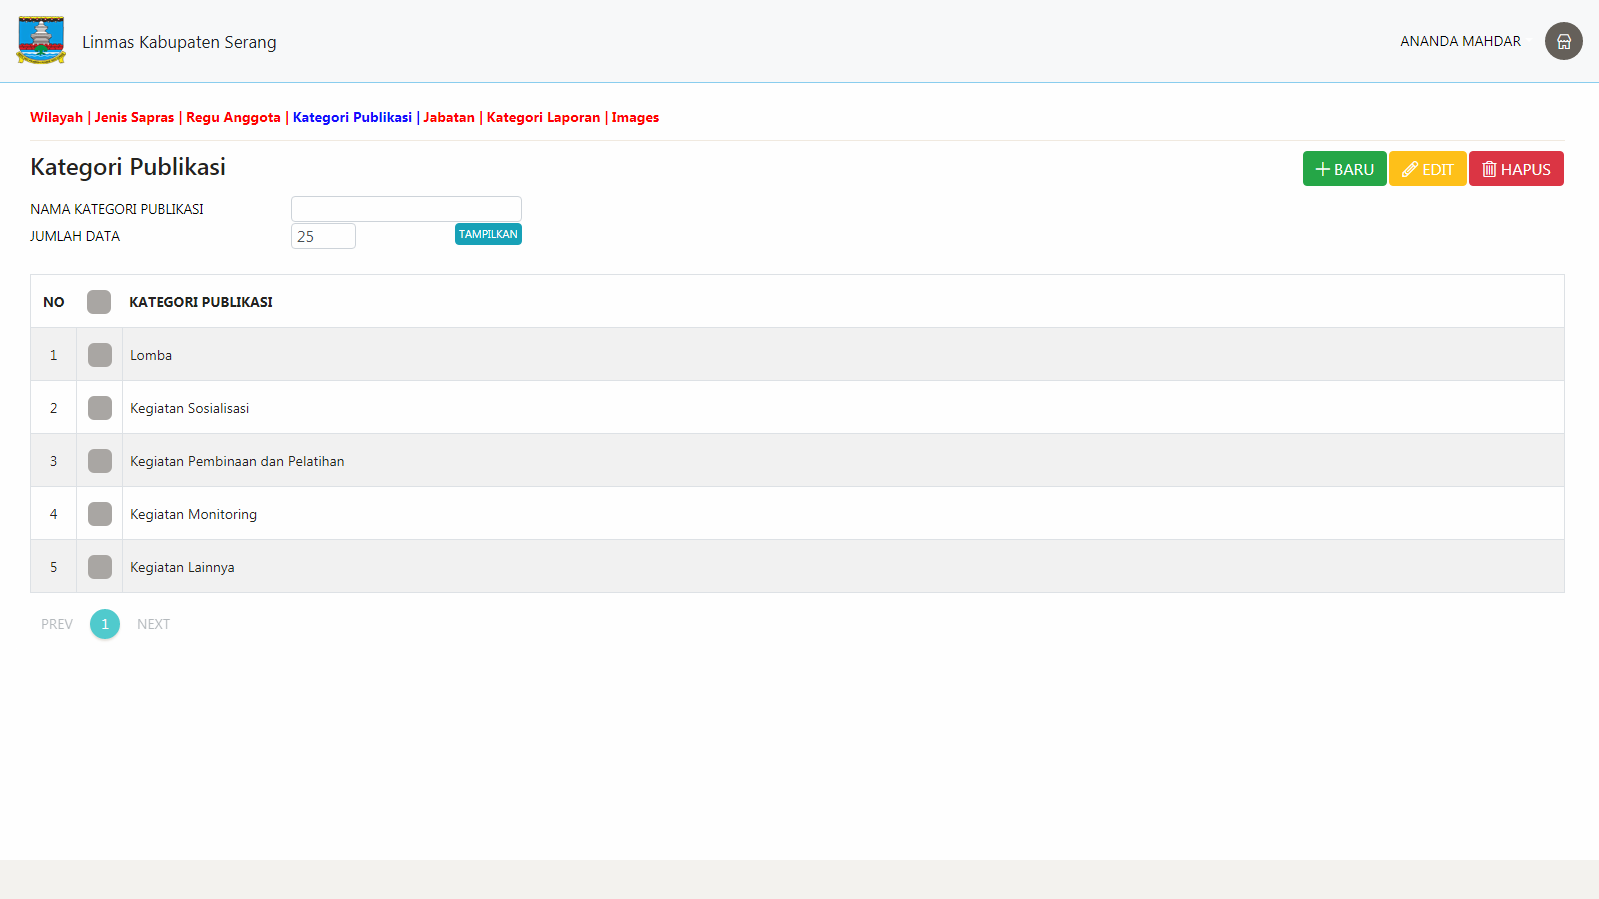 Linmas Kabupaten Serang
ANANDA MAHDAR
Wilayah | Jenis Sapras | Regu Anggota | Kategori Publikasi | Jabatan | Kategori Laporan | Images
Kategori Publikasi
BARU
EDIT
HAPUS
NAMA KATEGORI PUBLIKASI
JUMLAH DATA
25
TAMPILKAN
NO KATEGORI PUBLIKASI
1 Lomba
2 Kegiatan Sosialisasi
3 Kegiatan Pembinaan dan Pelatihan
4 Kegiatan Monitoring
5 Kegiatan Lainnya
PREV 1 NEXT